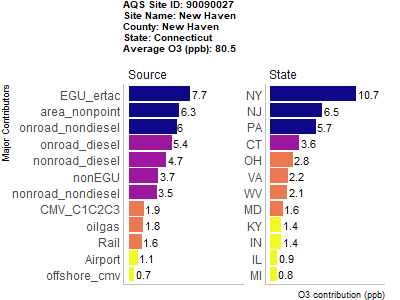 AQS Site ID: 90090027
Site Name: New Haven
County: New Haven
State: Connecticut
Average O3 (ppb): 80.5
Major Contributors
Source
EGU_ertac 7.7
area_nonpoint 6.3
onroad_nondiesel 6
onroad_diesel 5.4
nonroad_diesel 4.7
nonEGU 3.7
nonroad_nondiesel 3.5
CMV_C1C2C3 1.9
oilgas 1.8
Rail 1.6
Airport 1.1
offshore_cmv 0.7
State
NY 10.7
NJ 6.5
PA 5.7
CT 3.6
OH 2.8
VA 2.2
WV 2.1
MD 1.6
KY 1.4
IN 1.4
IL 0.9
MI 0.8
O3 contribution (ppb)